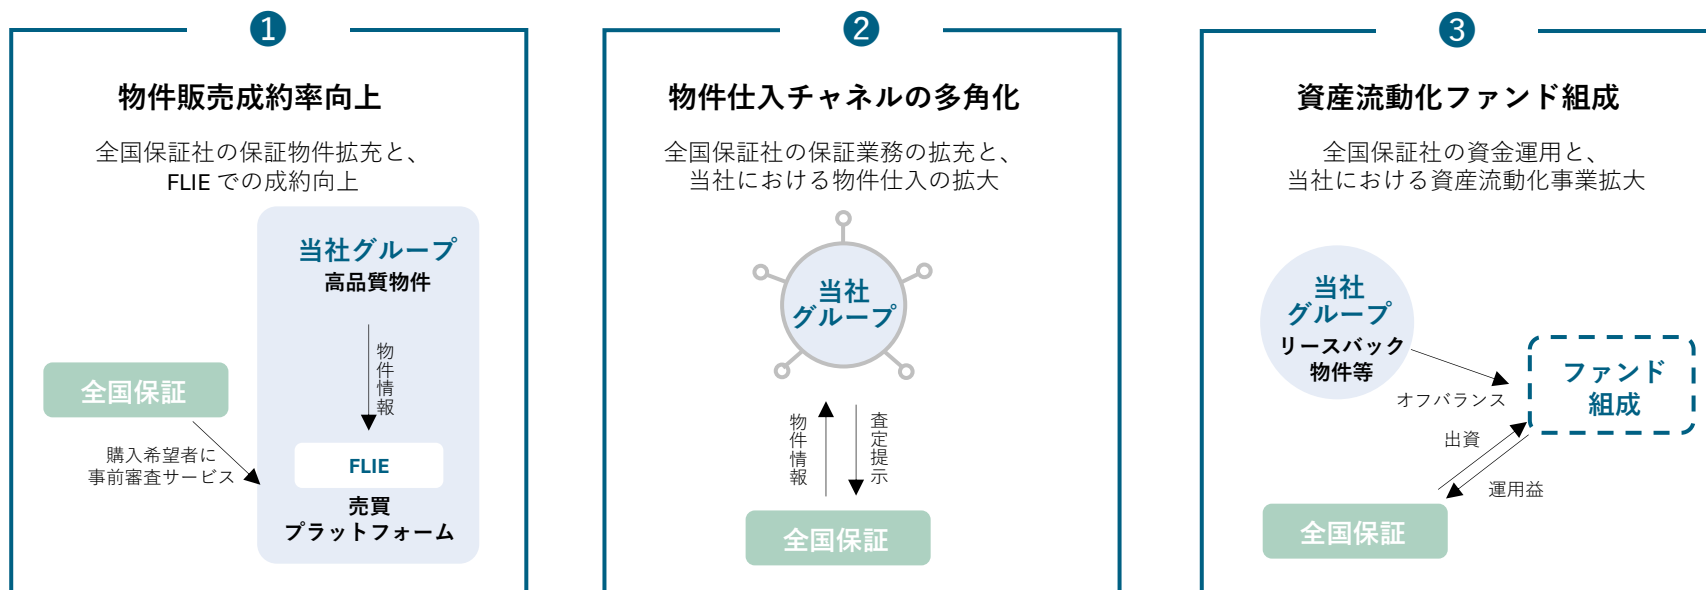 1
物件販売成約率向上
全国保証社の保証物件拡充と、
FLIE での成約向上
当社グループ
高品質物件
物件情報
全国保証
購入希望者に
事前審査サービス
FLIE
売買
プラットフォーム
2
物件仕入チャネルの多角化
全国保証社の保証業務の拡充と、
当社における物件仕入の拡大
当社
グループ
物件情報
査定提示
全国保証
3
資産流動化ファンド組成
全国保証社の資金運用と、
当社における資産流動化事業拡大
当社
グループ
リースバック
物件等
オフバランス
ファンド
組成
出資
運用益
全国保証